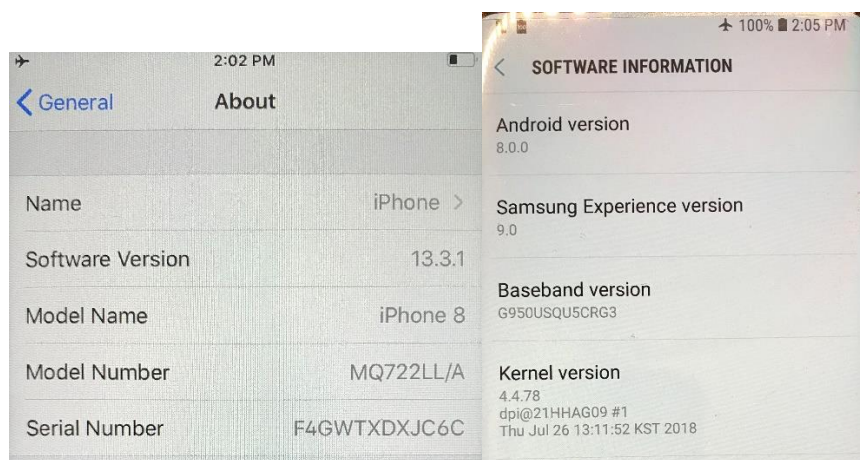 2:02 PM
General
About
Name
iPhone
Software Version
13.3.1
Model Name
iPhone 8
Model Number
MQ722LL/A
Serial Number
F4GWTXDXJC6C
100% 2:05 PM
SOFTWARE INFORMATION
Android version
8.0.0
Samsung Experience version
9.0
Baseband version
G950USQU5CRG3
Kernel version
4.4.78
dpi@21HHAG09 #1
Thu Jul 26 13:11:52 KST 2018